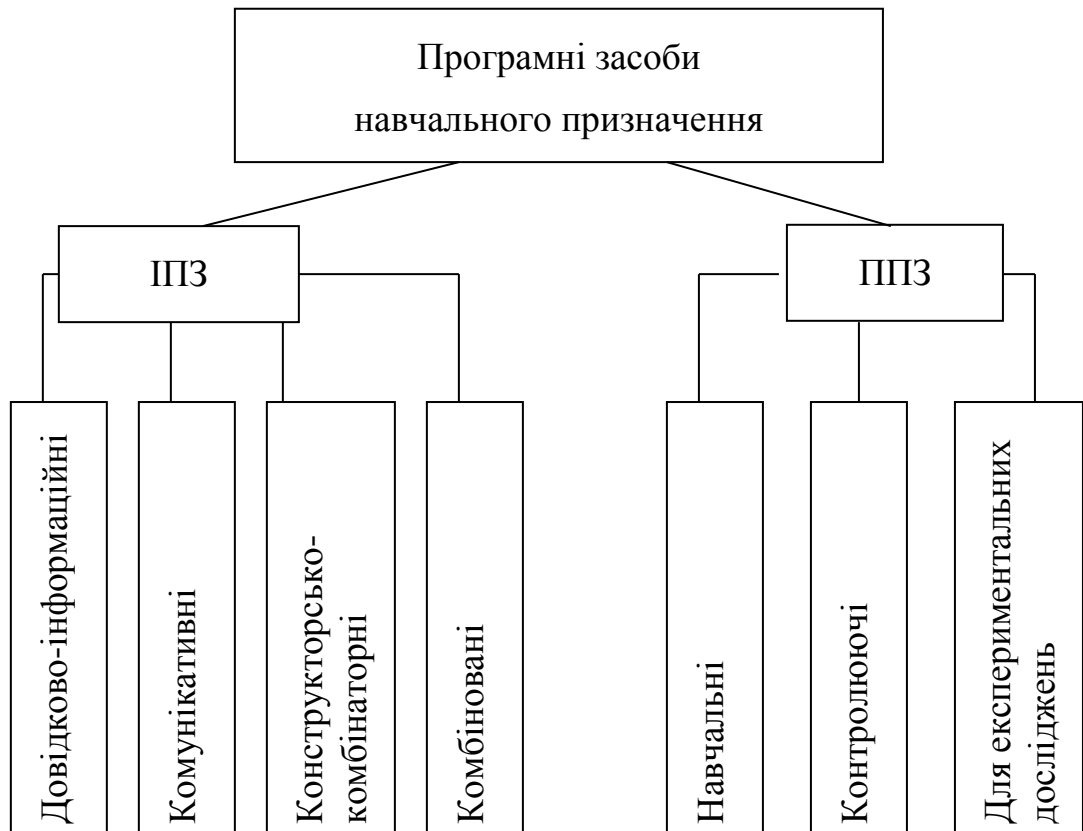 Програмні засоби
навчального призначення
ІПЗ
ППЗ
Довідково-інформаційні
Комунікативні
Конструкторсько-
комбінаторні
Комбіновані
Навчальні
Контролюючі
Для експериментальних
досліджень